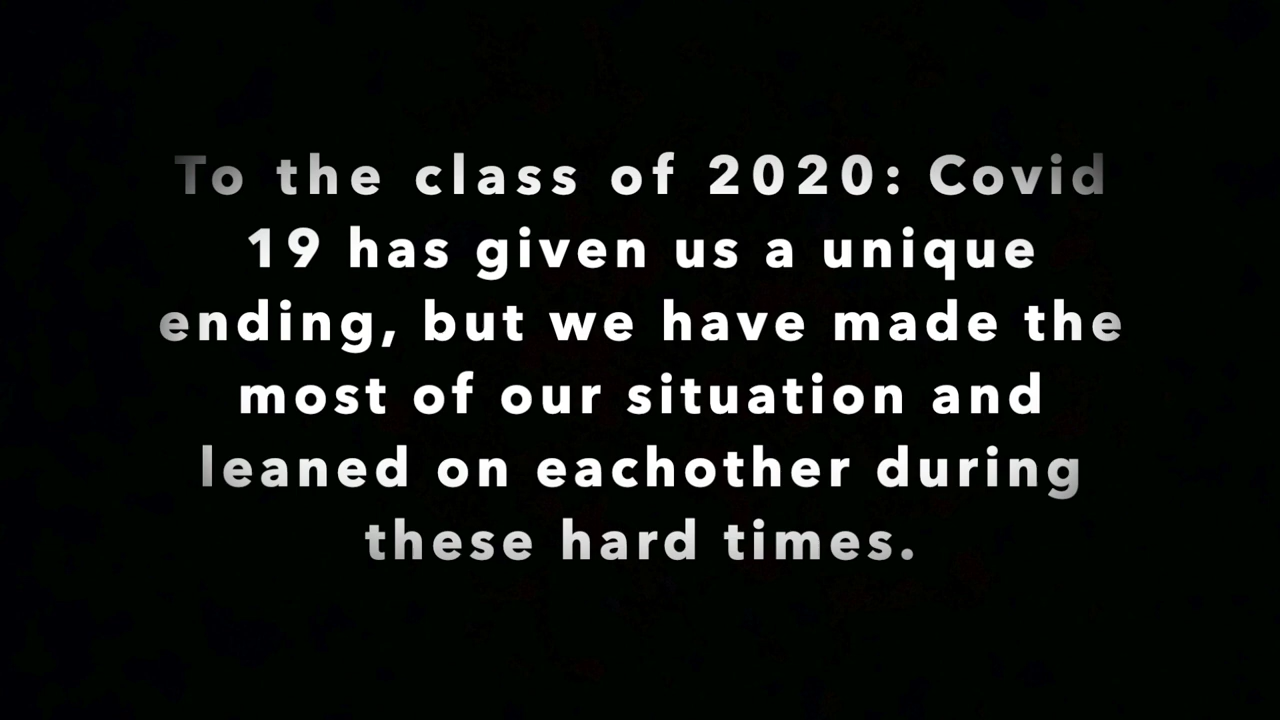 To the class of 2020: Covid
19 has given us a unique
ending, but we have made the
most of our situation and
leaned on eachother during
these hard times.